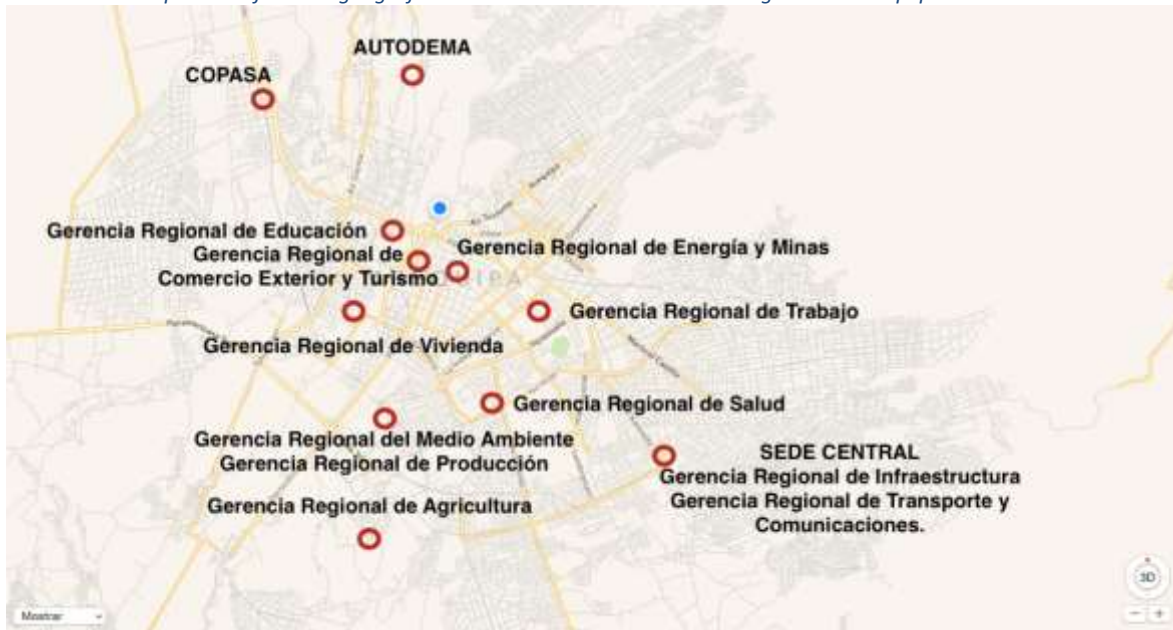 AUTODEMA
COPASA
Gerencia Regional de Educación
Gerencia Regional de Energía y Minas
Gerencia Regional de
Comercio Exterior y Turismo
Gerencia Regional de Trabajo
Gerencia Regional de Vivienda
Gerencia Regional de Salud
Gerencia Regional del Medio Ambiente
Gerencia Regional de Producción
SEDE CENTRAL
Gerencia Regional de Infraestructura
Gerencia Regional de Transporte y
Comunicaciones.
Gerencia Regional de Agricultura
3D
Mostrar